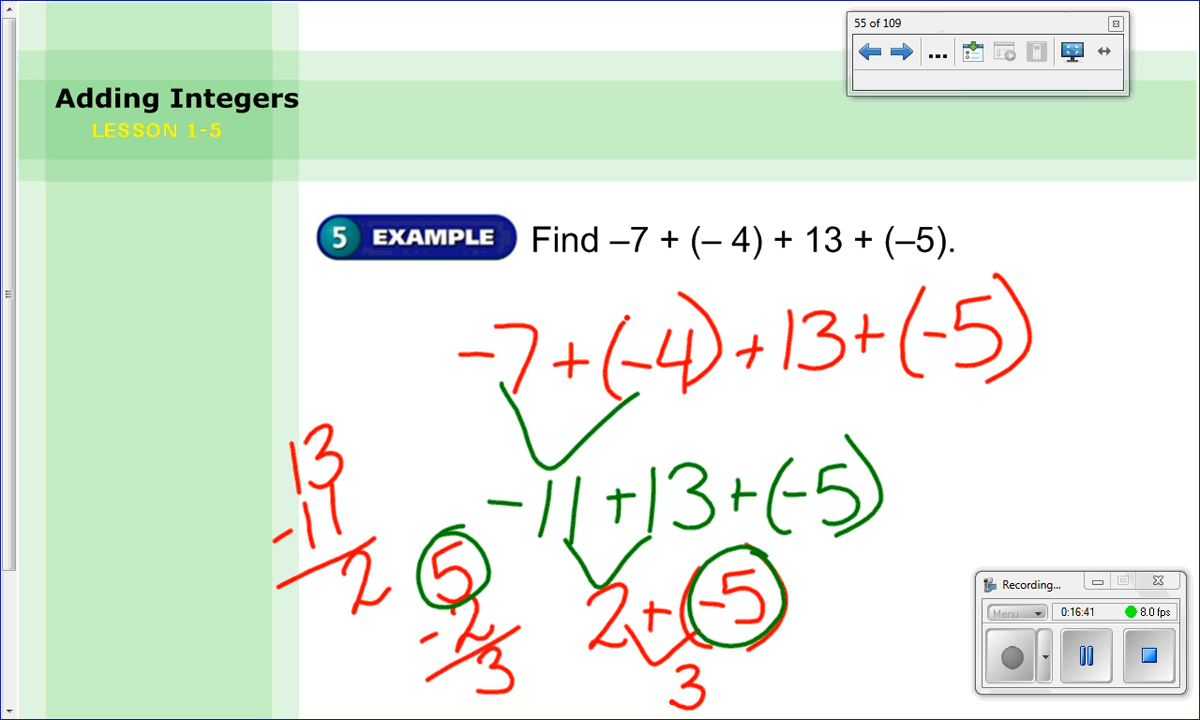 55 of 109
Adding Integers
LESSON 1-5
5 EXAMPLE Find –7 + (– 4) + 13 + (–5).
-7 + (-4) + 13 + (-5)
-11 + 13 + (-5)
13
-11
2
5
-2
3
2 + (-5)
3
Recording...
Menu 0:16:41 8.0 fps